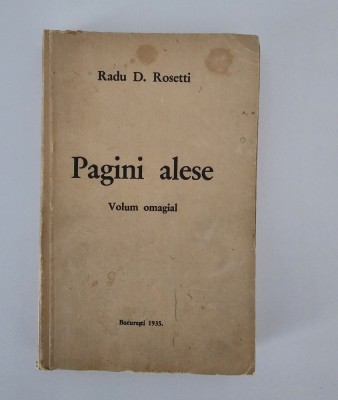 Radu D. Rosetti
Pagini alese
Volum omagial
București 1935.